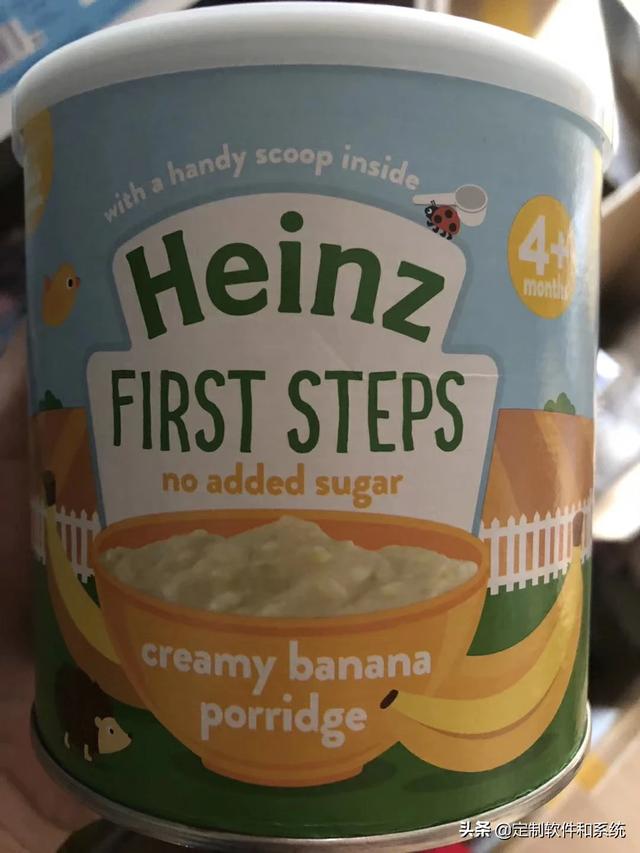 with a handy scoop inside
Heinz
4+
months
FIRST STEPS
no added sugar
creamy banana
porridge
头条 @定制软件和系统